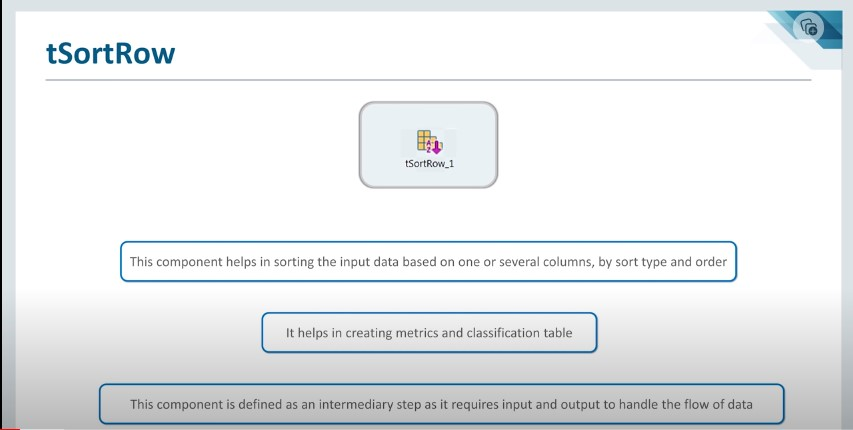 tSortRow
tSortRow_1
This component helps in sorting the input data based on one or several columns, by sort type and order
It helps in creating metrics and classification table
This component is defined as an intermediary step as it requires input and output to handle the flow of data